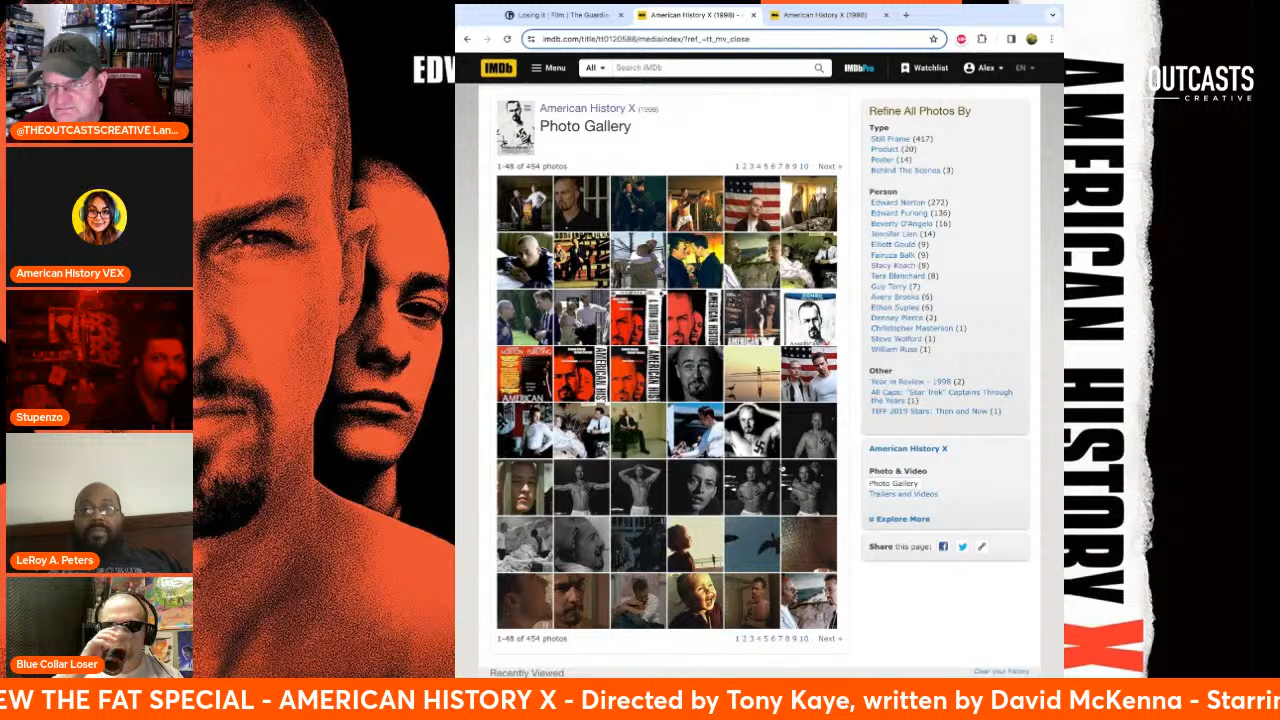 @THEOUTCASTSCREATIVE Lan...
American History VEX
Stupenzo
LeRoy A. Peters
Blue Collar Loser
EDW
Losing it | Film | The Guardi
American History X (1998) -
American History X (1998)
imdb.com/title/tt0120586/mediaindex/?ref_=tt_mv_close
IMDb
Menu
All
Search IMDb
IMDbPro
Watchlist
Alex
EN
American History X (1998)
Photo Gallery
1-48 of 454 photos
1 2 3 4 5 6 7 8 9 10 Next »
1-48 of 454 photos
1 2 3 4 5 6 7 8 9 10 Next »
Recently Viewed
Clear your history
Refine All Photos By
Type
Still Frame (417)
Product (20)
Poster (14)
Behind The Scenes (3)
Person
Edward Norton (272)
Edward Furlong (136)
Beverly D'Angelo (16)
Jennifer Lien (14)
Elliott Gould (9)
Fairuza Balk (9)
Stacy Keach (8)
Tara Blanchard (8)
Guy Torry (7)
Avery Brooks (6)
Ethan Suplee (6)
Denney Pierce (2)
Christopher Masterson (1)
Steve Wolford (1)
William Russ (1)
Other
Year in Review - 1998 (2)
All Caps: "Star Trek" Captains Through
the Years (1)
TIFF 2019 Stars: Then and Now (1)
American History X
Photo & Video
Photo Gallery
Trailers and Videos
Explore More
Share this page:
OUTCASTS
CREATIVE
AMERICAN HISTORY X
EW THE FAT SPECIAL - AMERICAN HISTORY X - Directed by Tony Kaye, written by David McKenna - Starrin